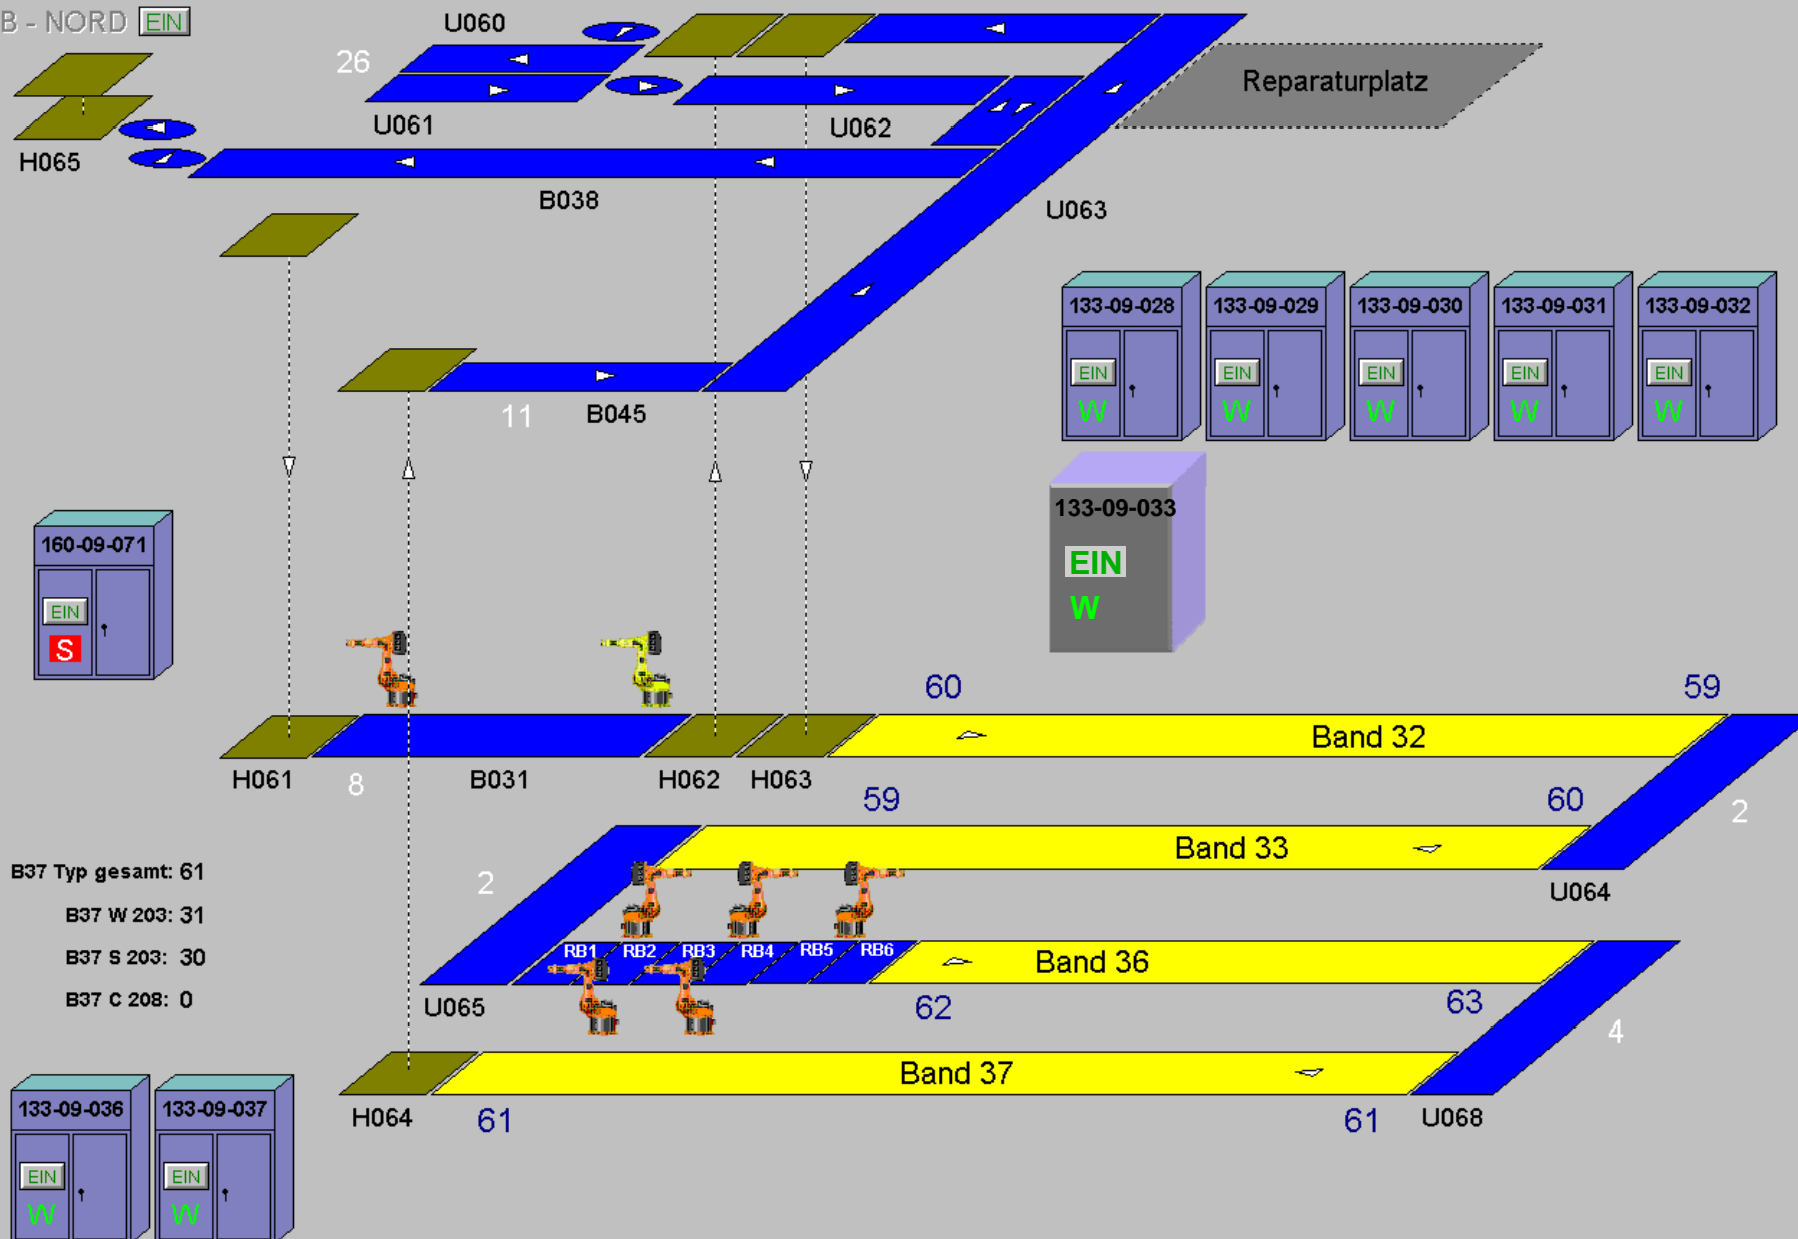 B - NORD EIN
U060
26
Reparaturplatz
U061
U062
H065
B038
U063
133-09-028
133-09-029
133-09-030
133-09-031
133-09-032
EIN
EIN
EIN
EIN
EIN
W
W
W
W
W
11
B045
133-09-033
EIN
W
160-09-071
EIN
S
60
59
Band 32
H061
8
B031
H062
H063
59
60
2
Band 33
B37 Typ gesamt: 61
2
U064
B37 W 203: 31
RB1
RB2
RB3
RB4
RB5
RB6
Band 36
B37 S 203: 30
B37 C 208: 0
U065
62
63
4
Band 37
133-09-036
133-09-037
H064
61
61
U068
EIN
EIN
W
W